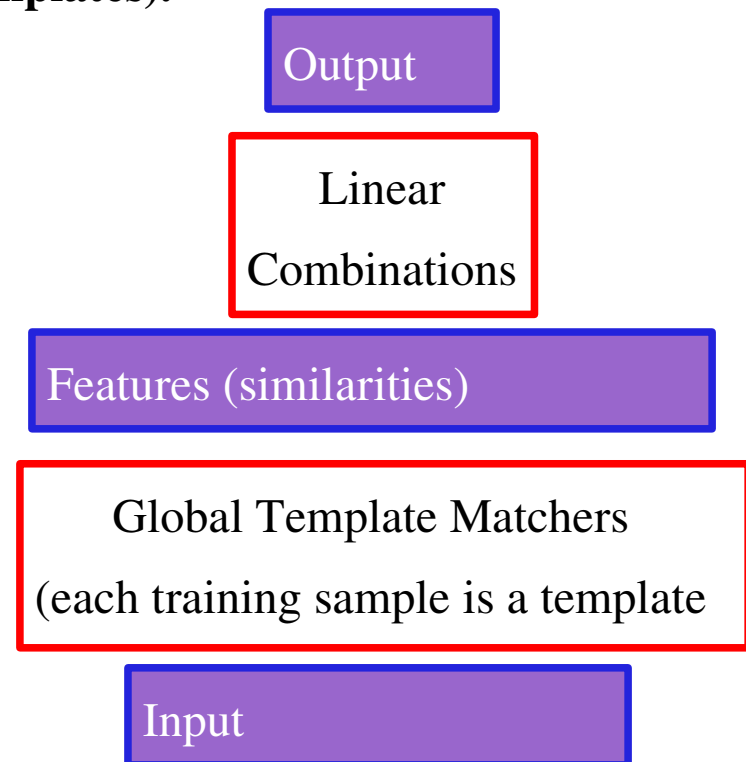 Output
Linear
Combinations
Features (similarities)
Global Template Matchers
(each training sample is a template
Input